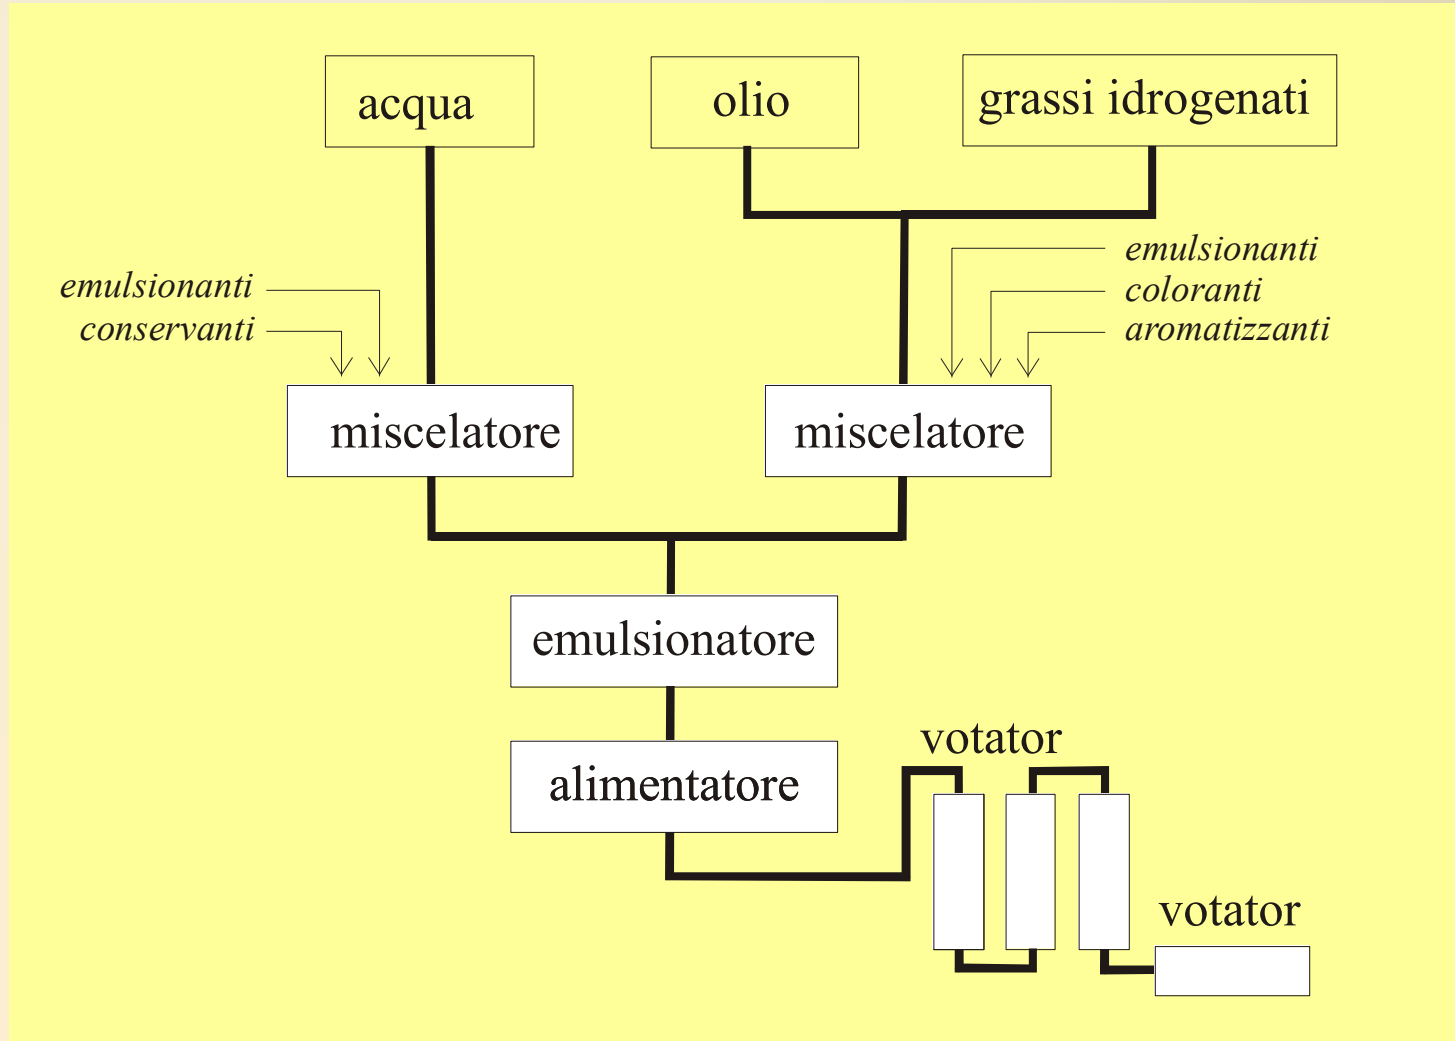 acqua
olio
grassi idrogenati
emulsionanti
conservanti
emulsionanti
coloranti
aromatizzanti
miscelatore
miscelatore
emulsionatore
alimentatore
votator
votator